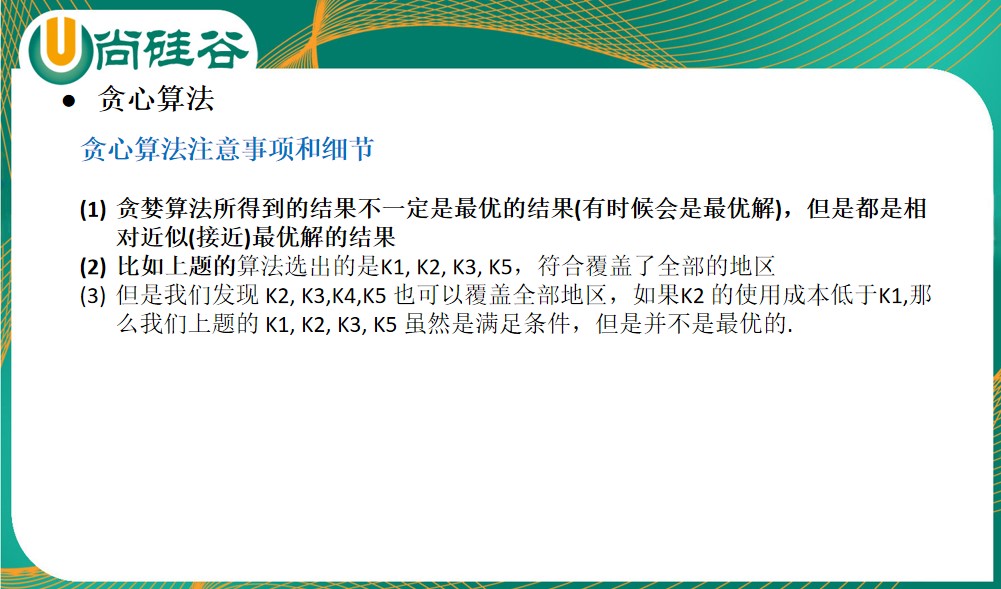 尚硅谷
● 贪心算法
贪心算法注意事项和细节
(1) 贪婪算法所得到的结果不一定是最优的结果(有时候会是最优解)，但是都是相
对近似(接近)最优解的结果
(2) 比如上题的算法选出的是K1, K2, K3, K5，符合覆盖了全部的地区
(3) 但是我们发现 K2, K3,K4,K5 也可以覆盖全部地区，如果K2 的使用成本低于K1,那
么我们上题的 K1, K2, K3, K5 虽然是满足条件，但是并不是最优的.